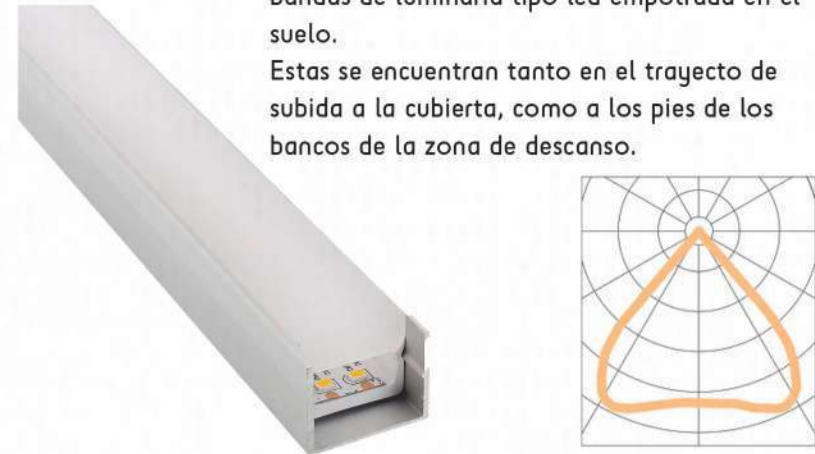 Bandas de luminaria tipo led empotrada en el
suelo.
Estas se encuentran tanto en el trayecto de
subida a la cubierta, como a los pies de los
bancos de la zona de descanso.